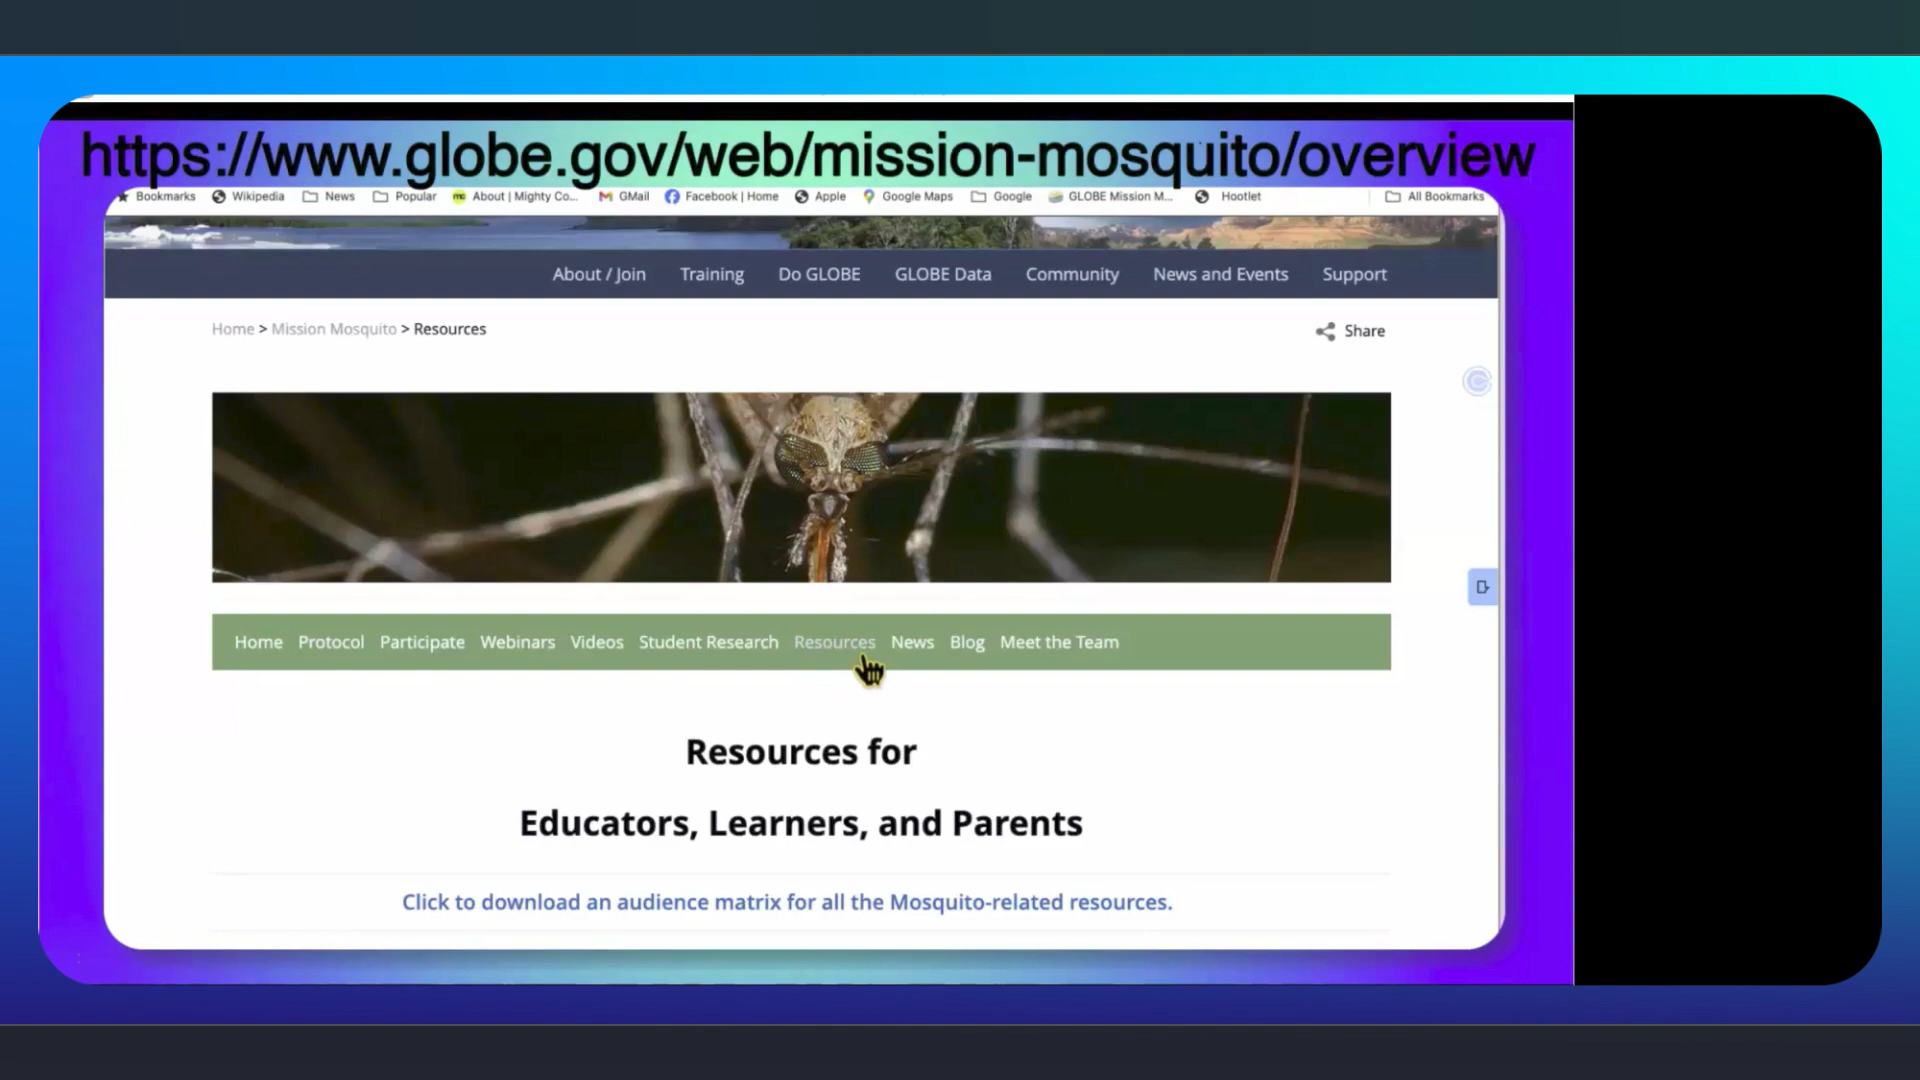 https://www.globe.gov/web/mission-mosquito/overview
Bookmarks Wikipedia News Popular About | Mighty Co... GMail Facebook | Home Apple Google Maps Google GLOBE Mission M... Hootlet All Bookmarks
About / Join Training Do GLOBE GLOBE Data Community News and Events Support
Home > Mission Mosquito > Resources Share
Home Protocol Participate Webinars Videos Student Research Resources News Blog Meet the Team
Resources for
Educators, Learners, and Parents
Click to download an audience matrix for all the Mosquito-related resources.